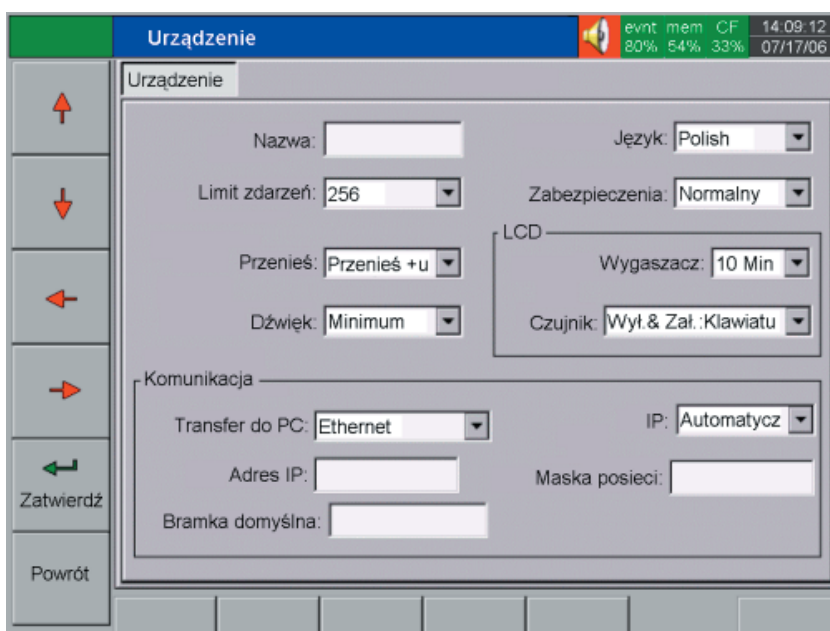 Urządzenie
evnt mem CF 14:09:12
80% 54% 33% 07/17/06
Urządzenie
Nazwa:
Język: Polish
Limit zdarzeń: 256
Zabezpieczenia: Normalny
LCD
Przenieś: Przenieś +u
Wygaszacz: 10 Min
Dźwięk: Minimum
Czujnik: Wył.& Zał.:Klawiatu
Komunikacja
Transfer do PC: Ethernet
IP: Automatycz
Adres IP:
Maska posieci:
Bramka domyślna:
Zatwierdź
Powrót